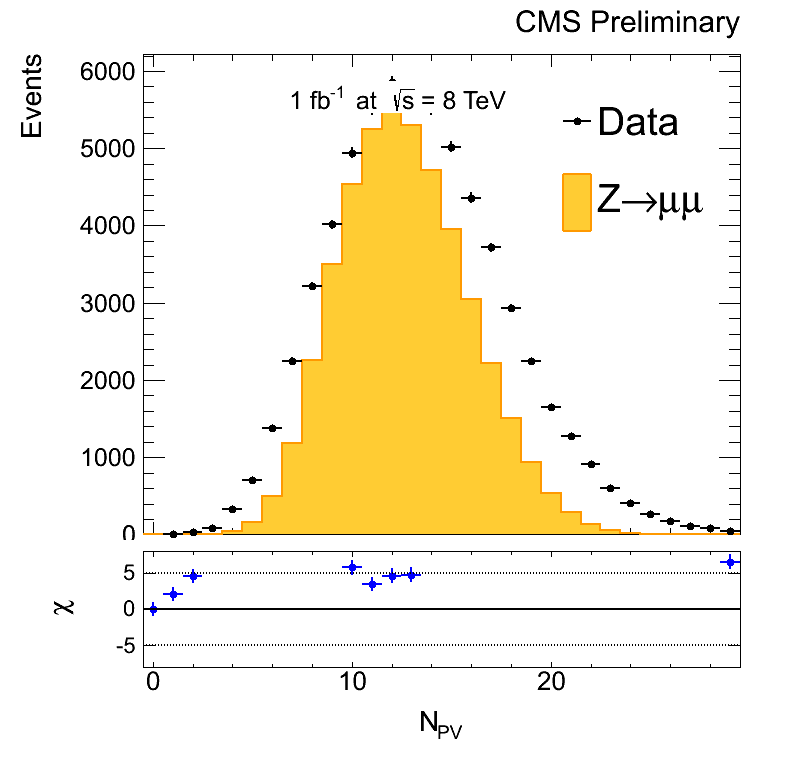 CMS Preliminary
Events
6000
5000
4000
3000
2000
1000
0
1 fb⁻¹ at √s = 8 TeV
Data
Z→μμ
χ
5
0
-5
0 10 20
N_PV